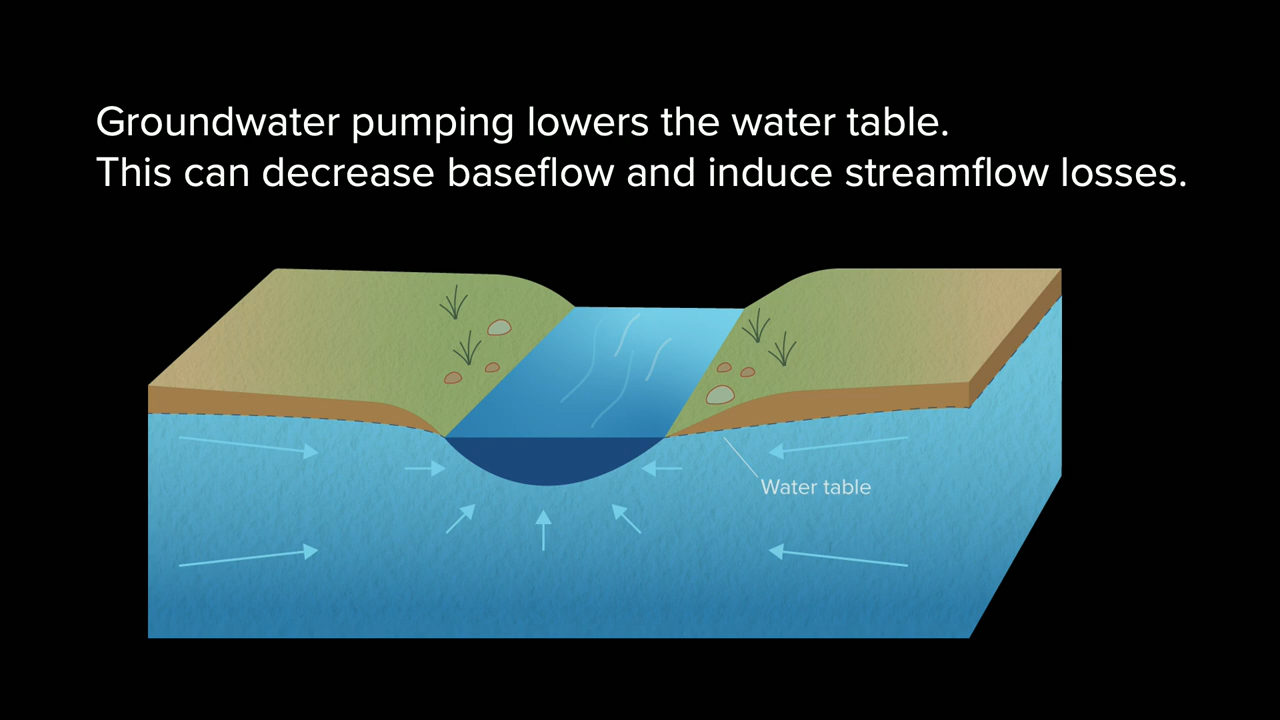 Groundwater pumping lowers the water table.
This can decrease baseflow and induce streamflow losses.
Water table